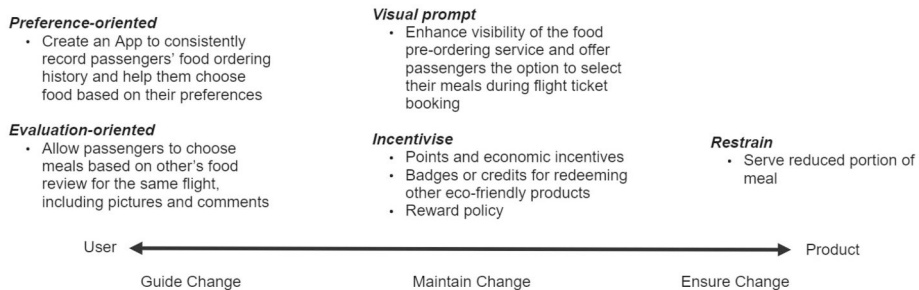 Preference-oriented
• Create an App to consistently
record passengers' food ordering
history and help them choose
food based on their preferences
Evaluation-oriented
• Allow passengers to choose
meals based on other's food
review for the same flight,
including pictures and comments
Visual prompt
• Enhance visibility of the food
pre-ordering service and offer
passengers the option to select
their meals during flight ticket
booking
Incentivise
• Points and economic incentives
• Badges or credits for redeeming
other eco-friendly products
• Reward policy
Restrain
• Serve reduced portion of
meal
User
Product
Guide Change
Maintain Change
Ensure Change